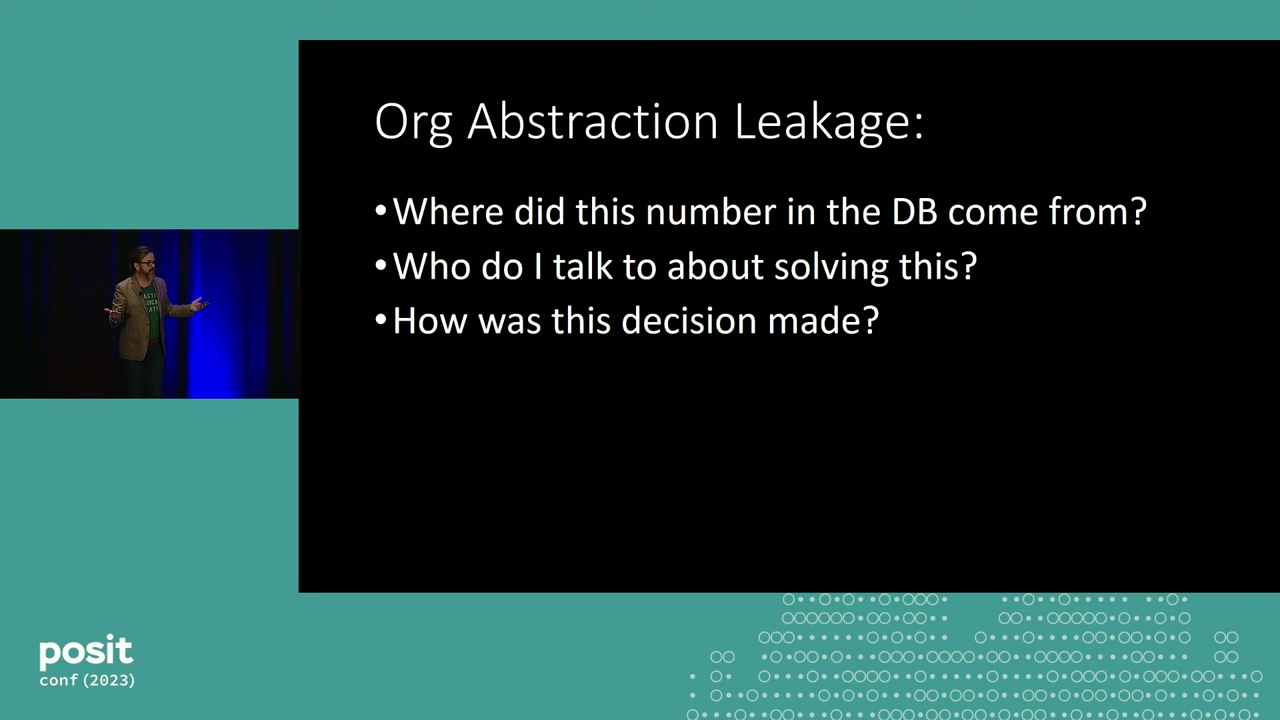 Org Abstraction Leakage:
•Where did this number in the DB come from?
•Who do I talk to about solving this?
•How was this decision made?
posit
conf(2023)